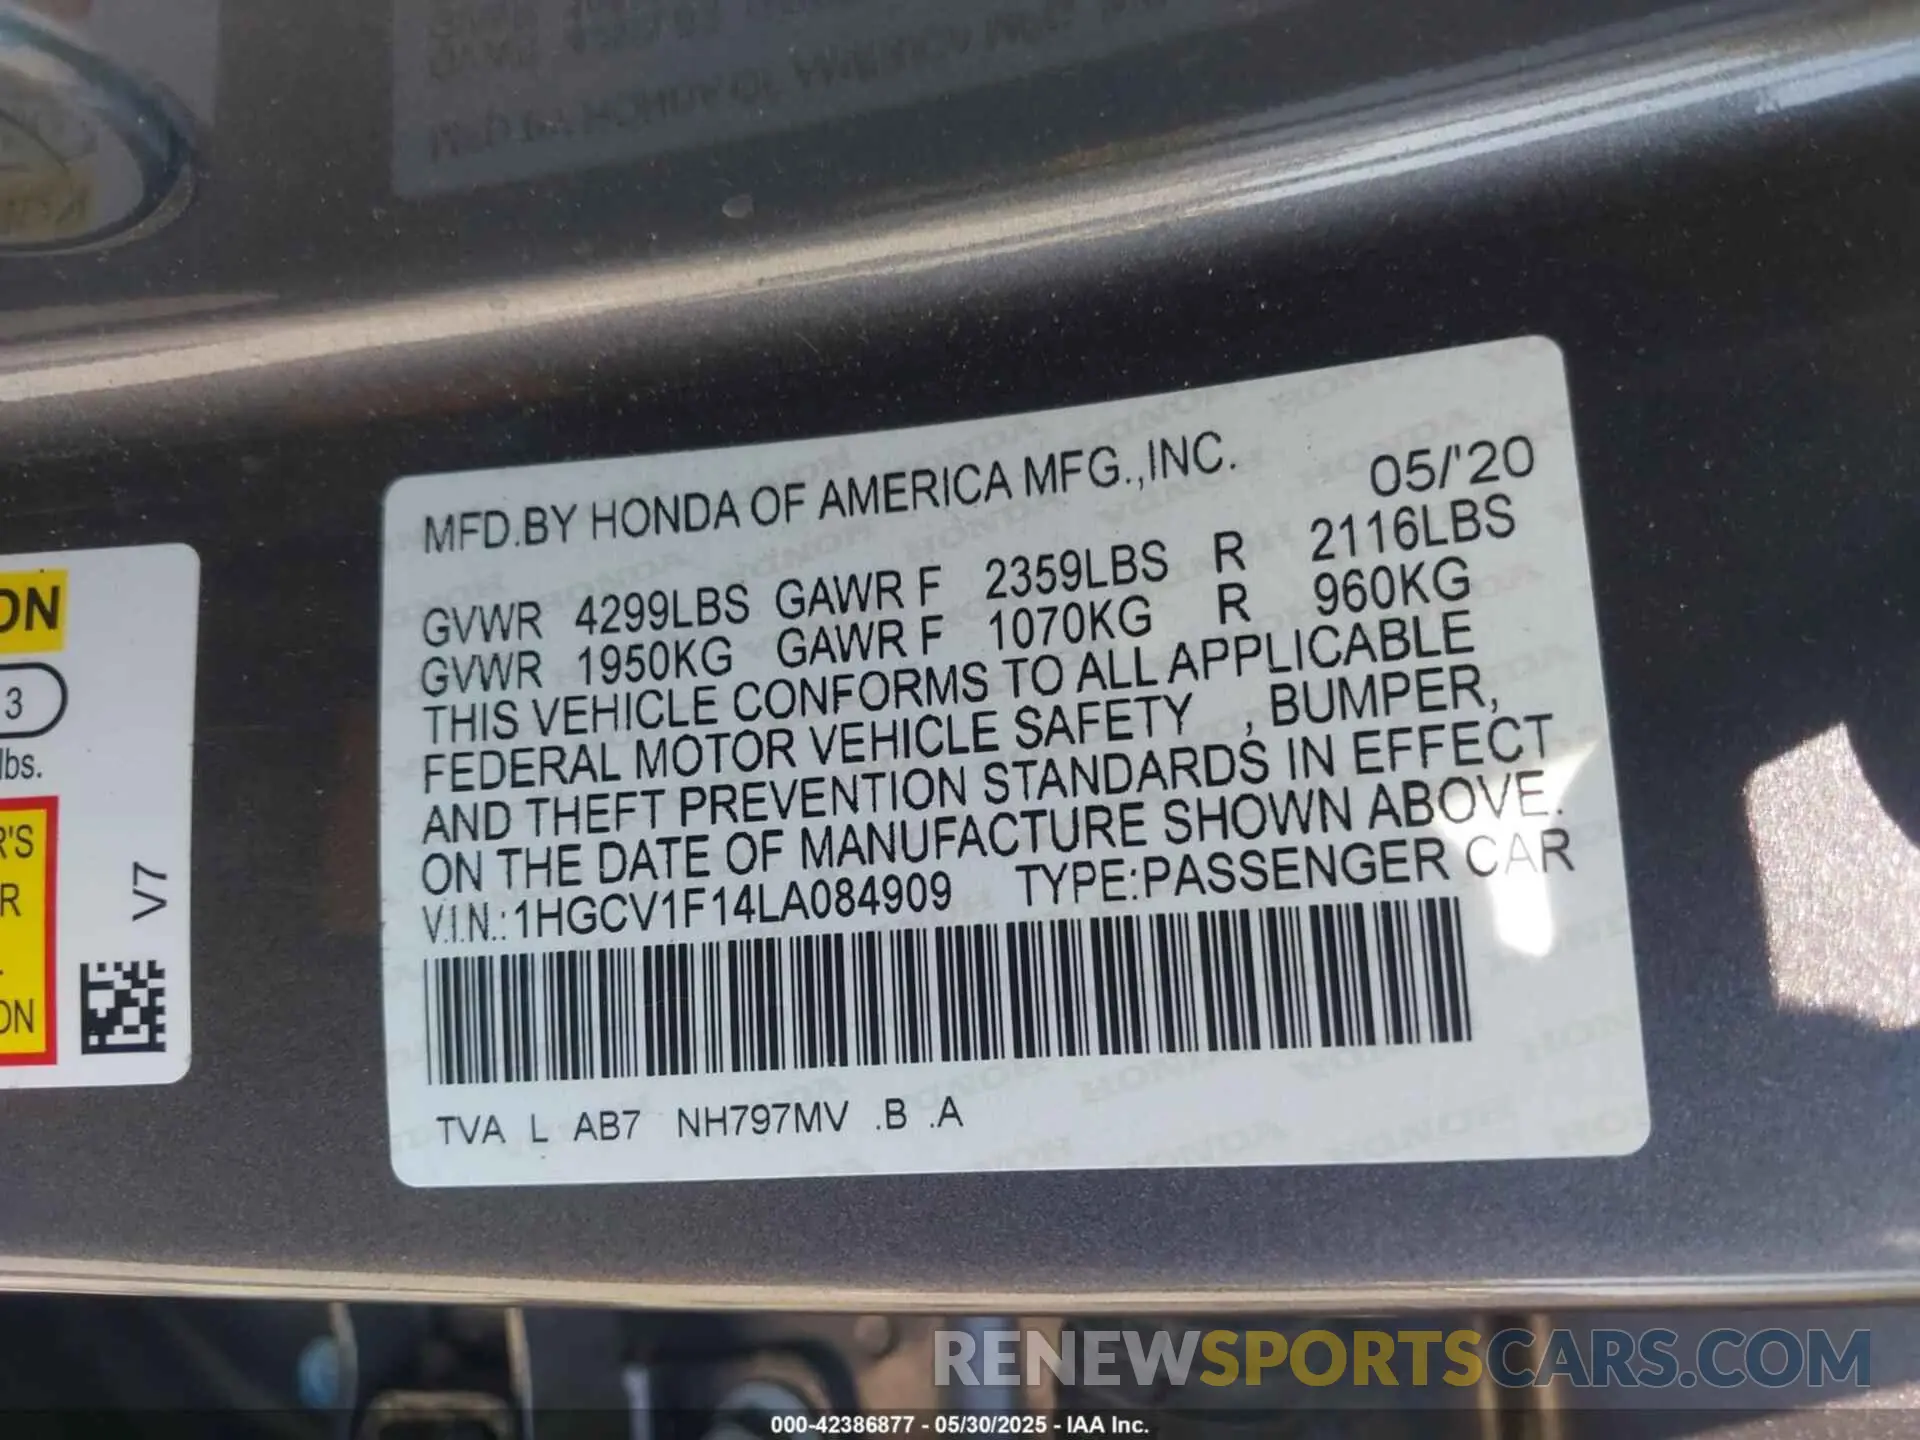 MFD.BY HONDA OF AMERICA MFG.,INC. 05/'20
GVWR 4299LBS GAWR F 2359LBS R 2116LBS
GVWR 1950KG GAWR F 1070KG R 960KG
THIS VEHICLE CONFORMS TO ALL APPLICABLE
FEDERAL MOTOR VEHICLE SAFETY , BUMPER,
AND THEFT PREVENTION STANDARDS IN EFFECT
ON THE DATE OF MANUFACTURE SHOWN ABOVE.
V.I.N.: 1HGCV1F14LA084909 TYPE:PASSENGER CAR
TVA L AB7 NH797MV .B .A
ON
3
lbs.
R'S
R
ON
V7
RENEWSPORTSCARS.COM
000-42386877 - 05/30/2025 - IAA Inc.